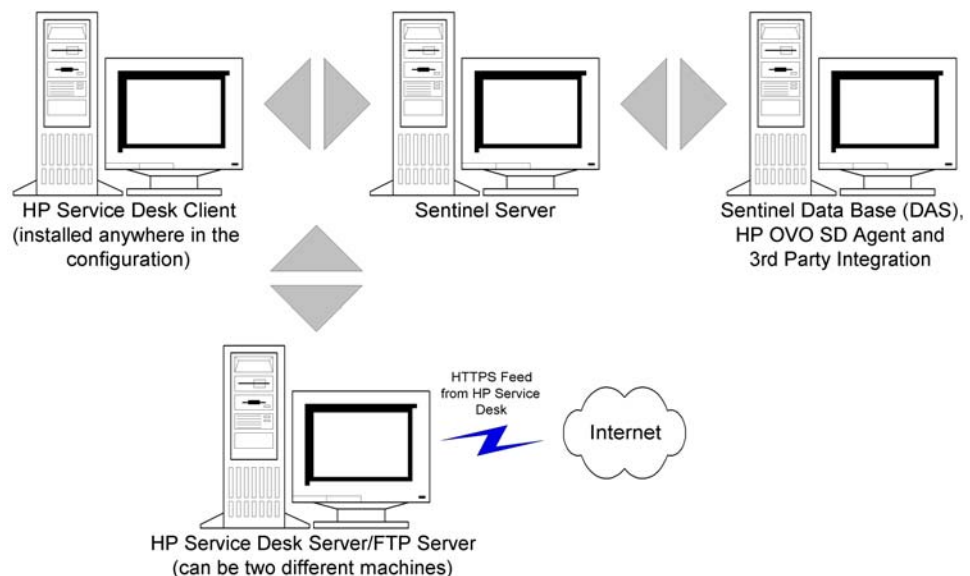 HP Service Desk Client
(installed anywhere in the
configuration)
Sentinel Server
Sentinel Data Base (DAS),
HP OVO SD Agent and
3rd Party Integration
HTTPS Feed
from HP Service
Desk
Internet
HP Service Desk Server/FTP Server
(can be two different machines)